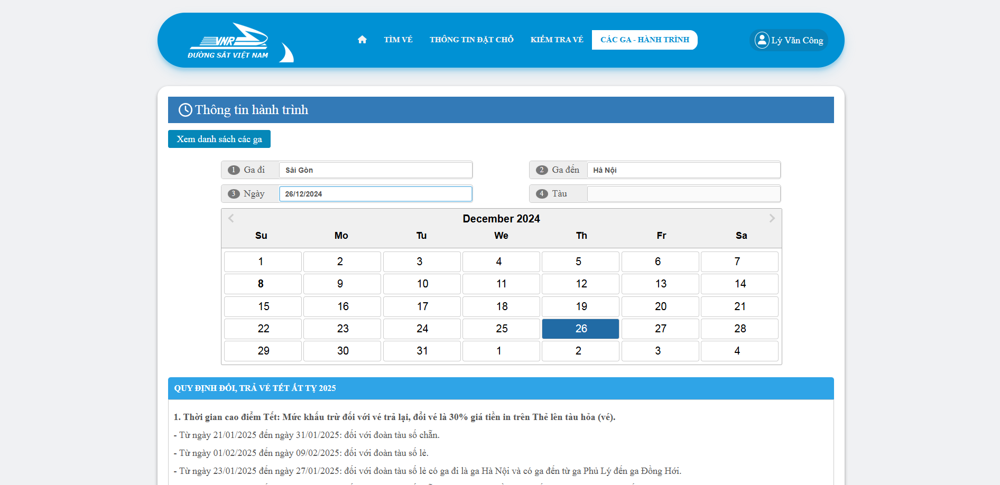 VNR
ĐƯỜNG SẮT VIỆT NAM
TÌM VÉ
THÔNG TIN ĐẶT CHỖ
KIỂM TRA VÉ
CÁC GA - HÀNH TRÌNH
Lý Văn Công
Thông tin hành trình
Xem danh sách các ga
1 Ga đi Sài Gòn
2 Ga đến Hà Nội
3 Ngày 26/12/2024
4 Tàu
December 2024
Su Mo Tu We Th Fr Sa
1 2 3 4 5 6 7
8 9 10 11 12 13 14
15 16 17 18 19 20 21
22 23 24 25 26 27 28
29 30 31 1 2 3 4
QUY ĐỊNH ĐỔI, TRẢ VÉ TẾT ẤT TỴ 2025
1. Thời gian cao điểm Tết: Mức khấu trừ đối với vé trả lại, đổi vé là 30% giá tiền in trên Thẻ lên tàu hỏa (vé).
- Từ ngày 21/01/2025 đến ngày 31/01/2025: đối với đoàn tàu số chẵn.
- Từ ngày 01/02/2025 đến ngày 09/02/2025: đối với đoàn tàu số lẻ.
- Từ ngày 23/01/2025 đến ngày 27/01/2025: đối với đoàn tàu số lẻ có ga đi là ga Hà Nội và có ga đến từ ga Phủ Lý đến ga Đồng Hới.